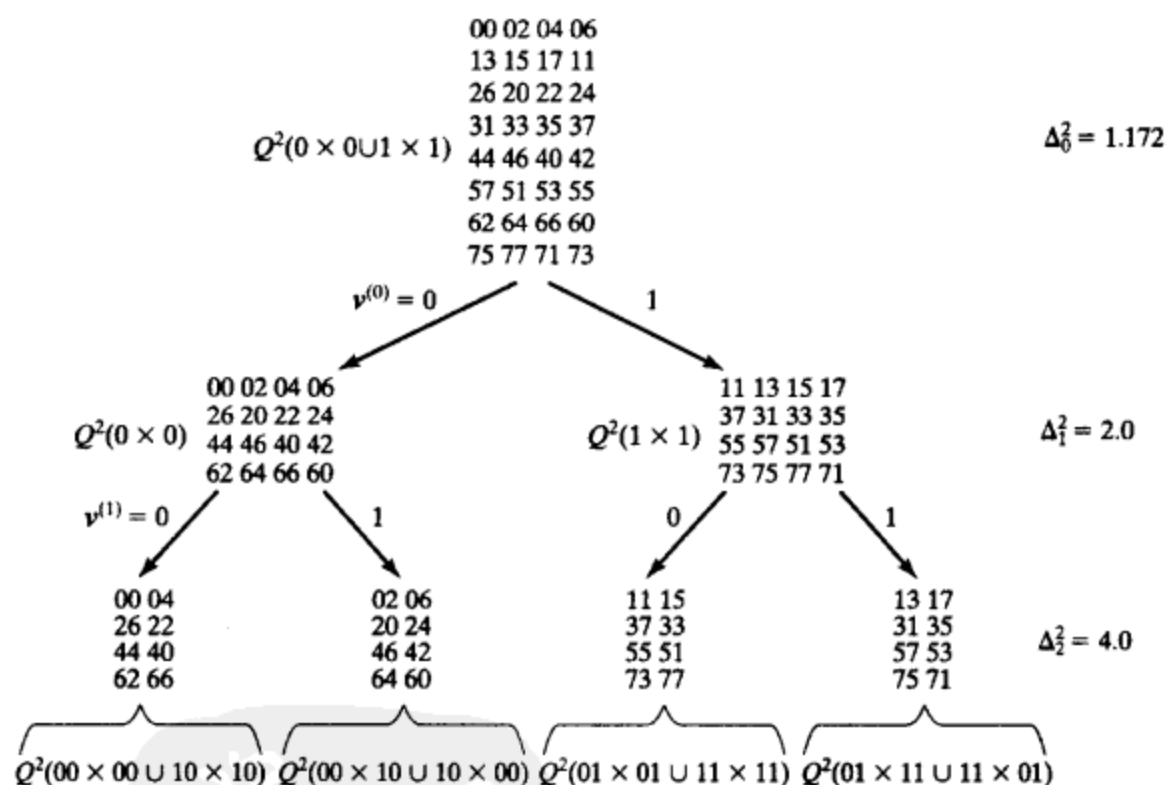 00 02 04 06
13 15 17 11
26 20 22 24
31 33 35 37
Q²(0 × 0∪1 × 1)
44 46 40 42
57 51 53 55
62 64 66 60
75 77 71 73
Δ₀² = 1.172
ν⁽⁰⁾ = 0
1
00 02 04 06
26 20 22 24
Q²(0 × 0)
44 46 40 42
62 64 66 60
11 13 15 17
37 31 33 35
Q²(1 × 1)
55 57 51 53
73 75 77 71
Δ₁² = 2.0
ν⁽¹⁾ = 0
1
0
1
00 04
26 22
44 40
62 66
02 06
20 24
46 42
64 60
11 15
37 33
55 51
73 77
13 17
31 35
57 53
75 71
Δ₂² = 4.0
Q²(00 × 00 ∪ 10 × 10)
Q²(00 × 10 ∪ 10 × 00)
Q²(01 × 01 ∪ 11 × 11)
Q²(01 × 11 ∪ 11 × 01)